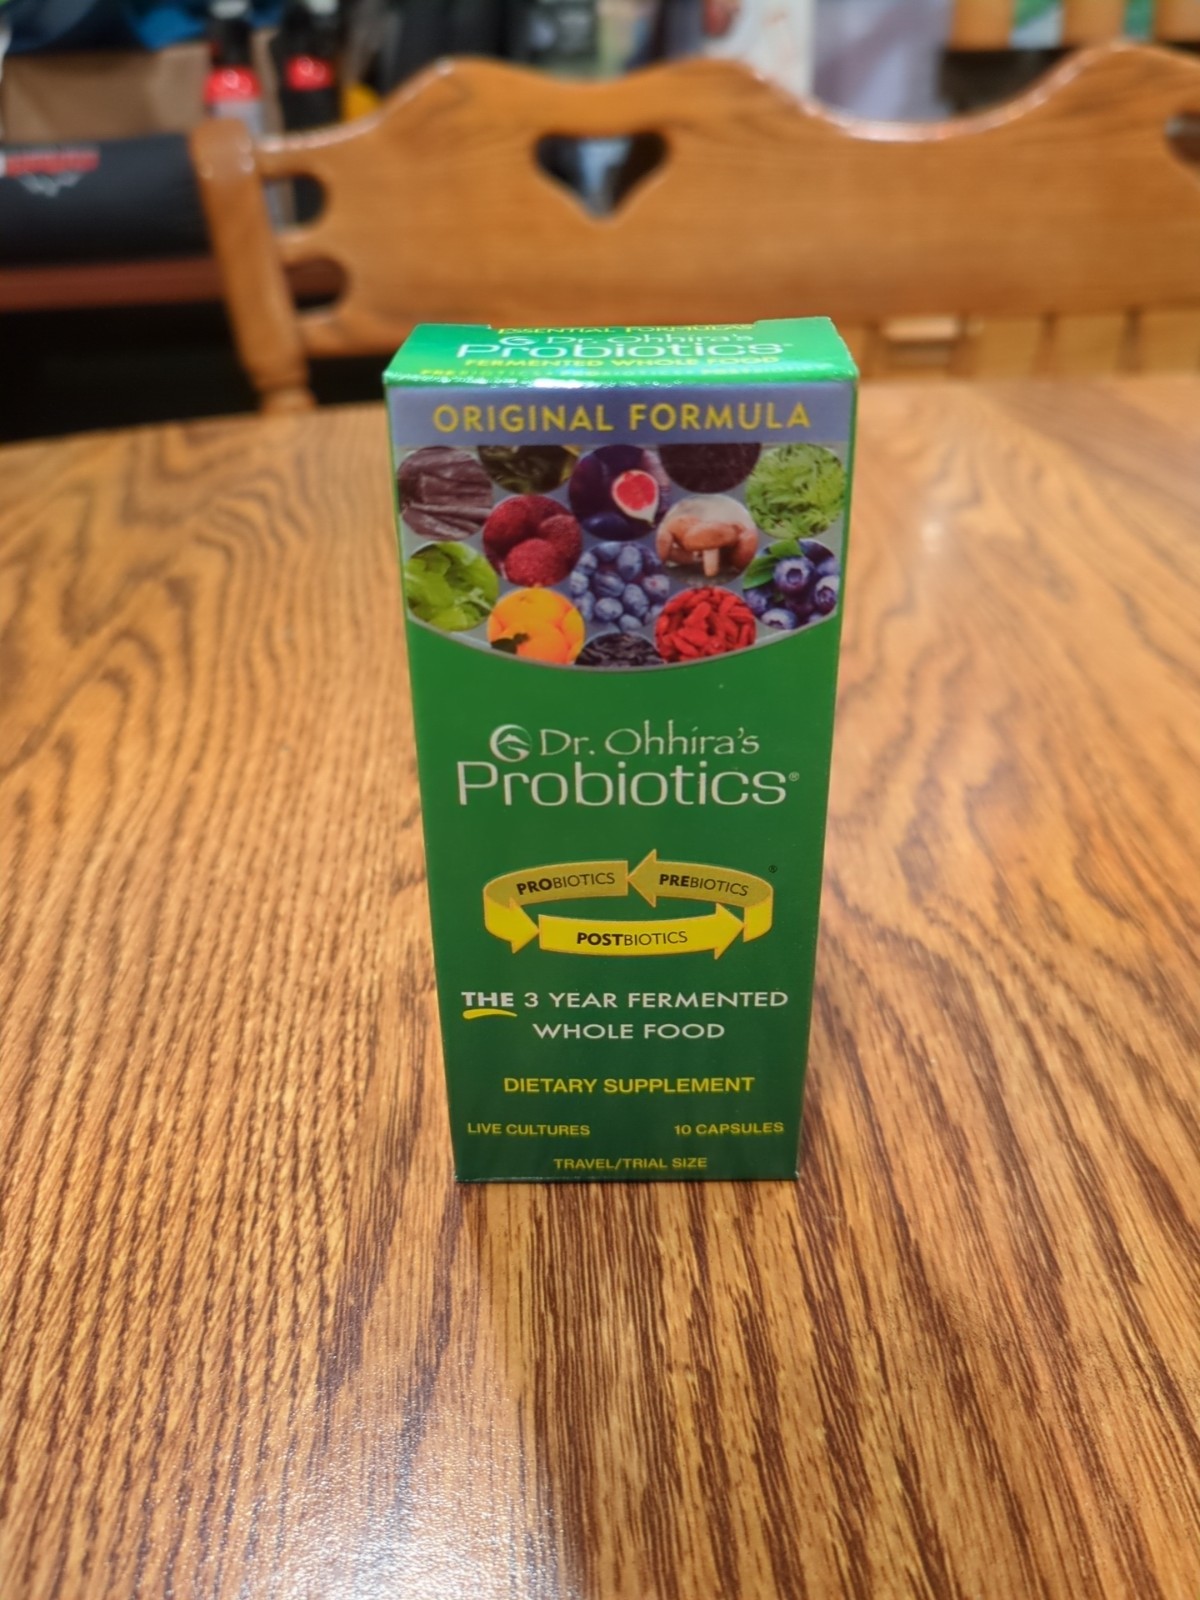 ESSENTIAL FORMULAS
Dr. Ohhira's
Probiotics®
FERMENTED WHOLE FOOD
ORIGINAL FORMULA
Dr. Ohhira's
Probiotics®
PROBIOTICS PREBIOTICS ®
POSTBIOTICS
THE 3 YEAR FERMENTED
WHOLE FOOD
DIETARY SUPPLEMENT
LIVE CULTURES 10 CAPSULES
TRAVEL/TRIAL SIZE